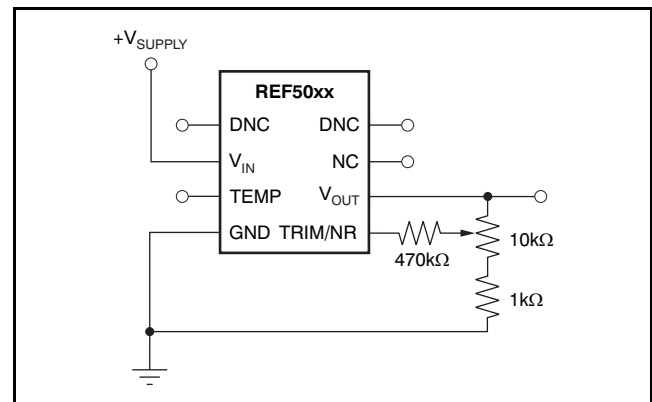 +VSUPPLY
REF50xx
DNC DNC
VIN NC
TEMP VOUT
GND TRIM/NR
470kΩ
10kΩ
1kΩ